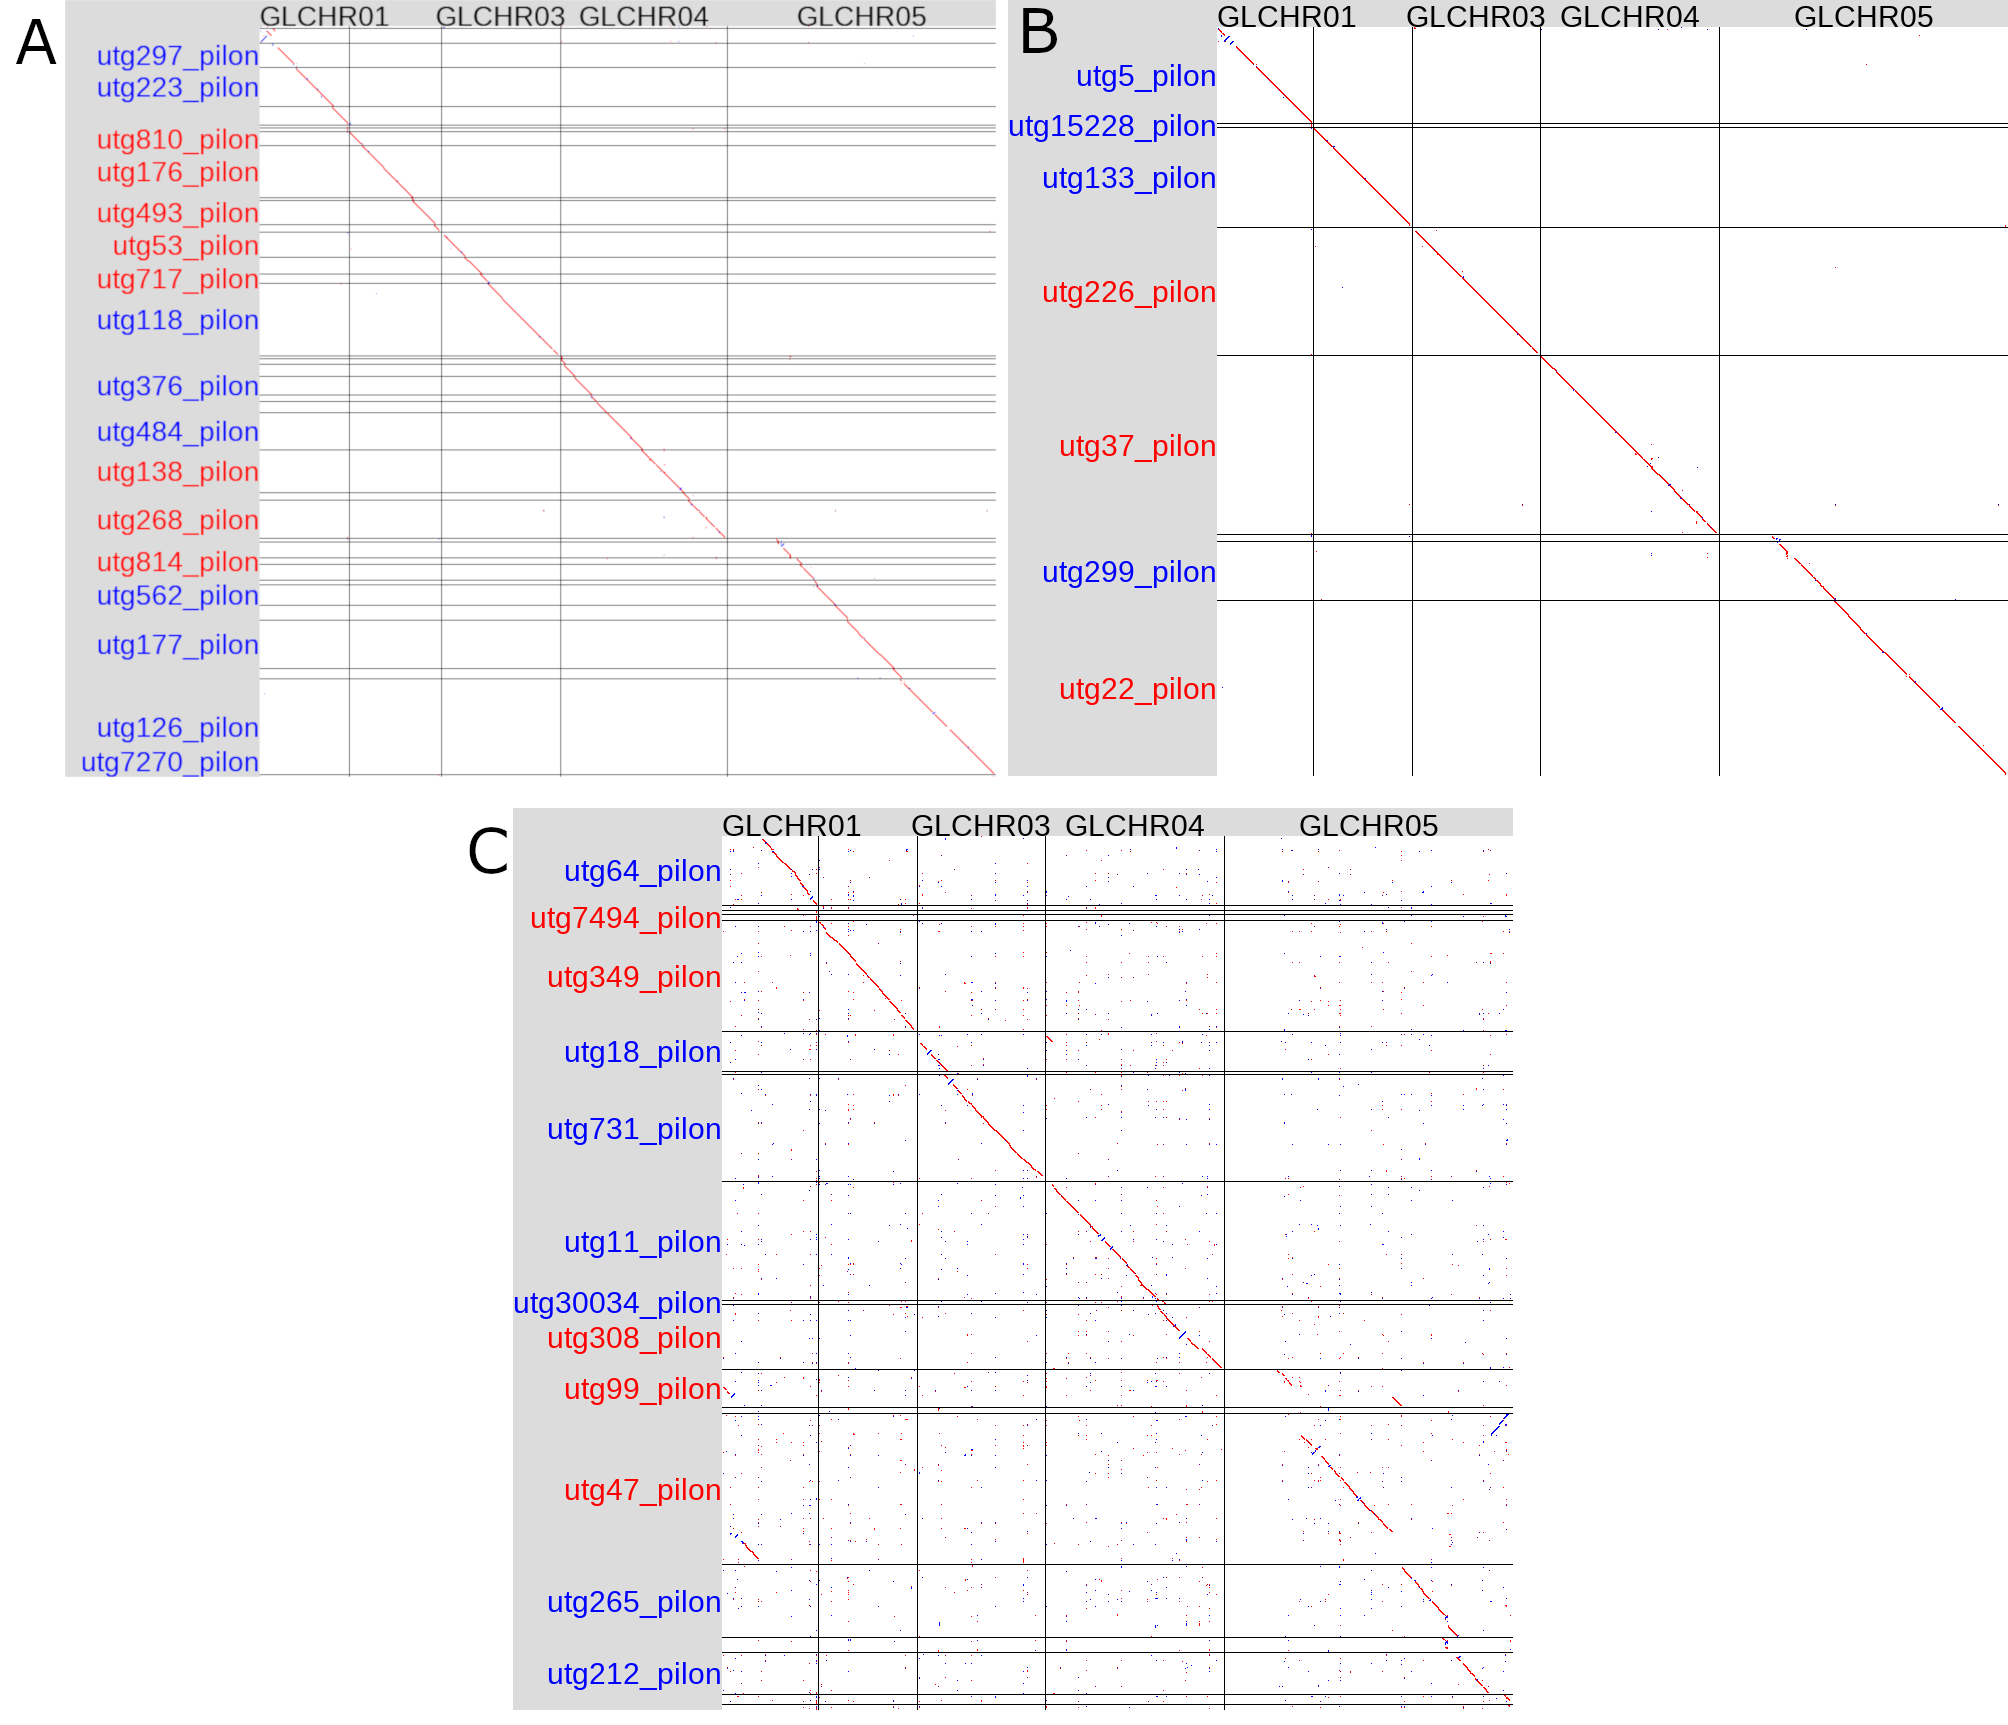 A
GLCHR01 GLCHR03 GLCHR04 GLCHR05
utg297_pilon
utg223_pilon
utg810_pilon
utg176_pilon
utg493_pilon
utg53_pilon
utg717_pilon
utg118_pilon
utg376_pilon
utg484_pilon
utg138_pilon
utg268_pilon
utg814_pilon
utg562_pilon
utg177_pilon
utg126_pilon
utg7270_pilon
B
GLCHR01 GLCHR03 GLCHR04 GLCHR05
utg5_pilon
utg15228_pilon
utg133_pilon
utg226_pilon
utg37_pilon
utg299_pilon
utg22_pilon
C
GLCHR01 GLCHR03 GLCHR04 GLCHR05
utg64_pilon
utg7494_pilon
utg349_pilon
utg18_pilon
utg731_pilon
utg11_pilon
utg30034_pilon
utg308_pilon
utg99_pilon
utg47_pilon
utg265_pilon
utg212_pilon